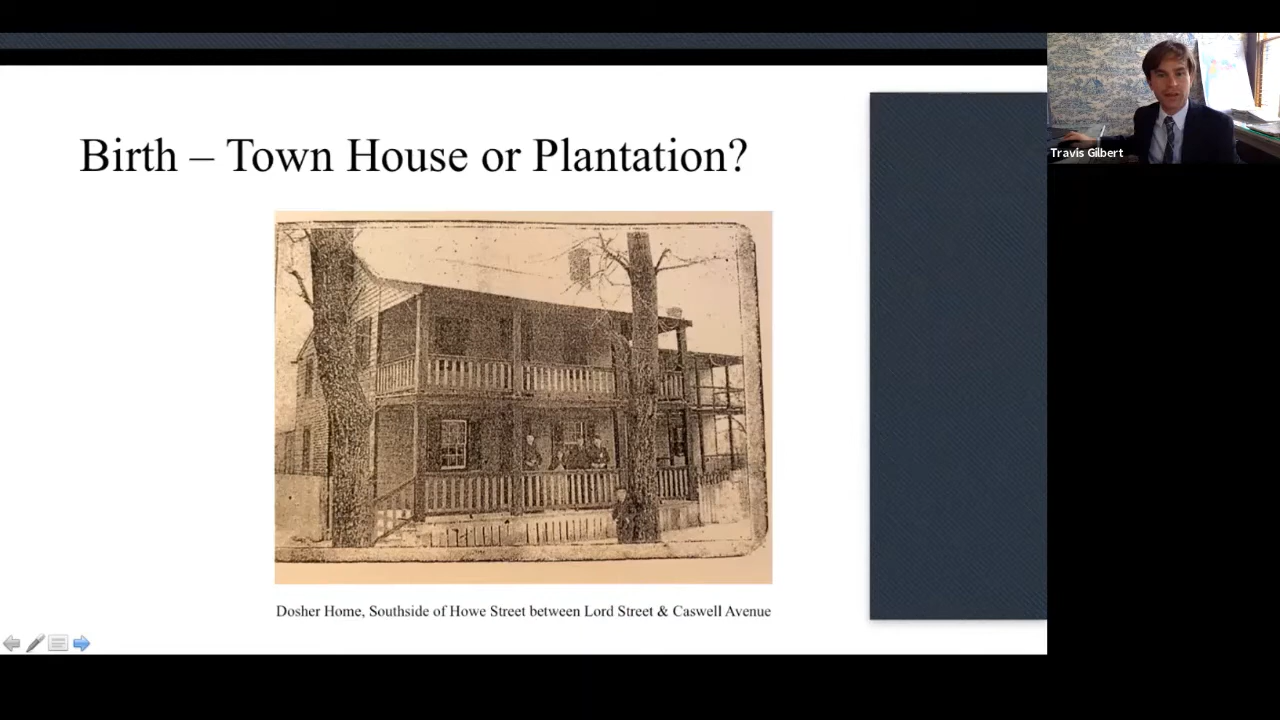 Birth – Town House or Plantation?
Travis Gilbert
Dosher Home, Southside of Howe Street between Lord Street & Caswell Avenue